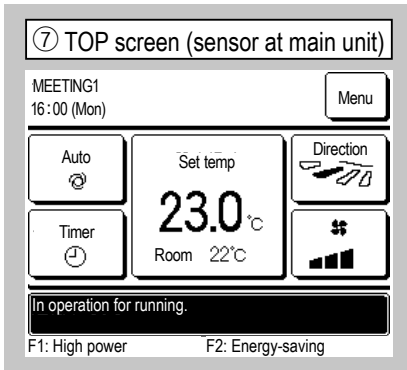 ⑦ TOP screen (sensor at main unit)
MEETING1
16:00 (Mon)
Menu
Auto
Set temp
Direction
23.0°C
Timer
Room 22°C
In operation for running.
F1: High power F2: Energy-saving